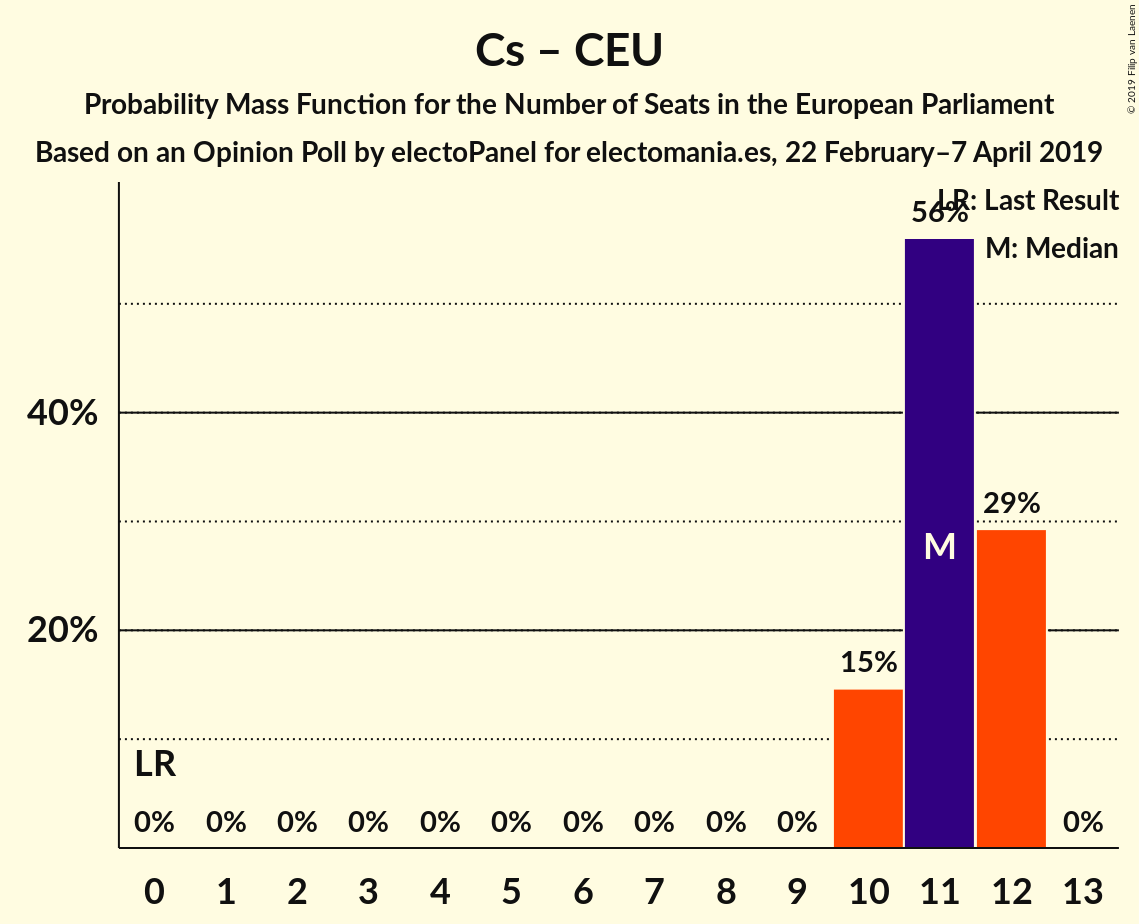 Cs – CEU
Probability Mass Function for the Number of Seats in the European Parliament
Based on an Opinion Poll by electoPanel for electomania.es, 22 February–7 April 2019
© 2019 Filip van Laenen
LR: Last Result
M: Median
56%
40%
29%
M
20%
15%
LR
0% 0% 0% 0% 0% 0% 0% 0% 0% 0% 0%
0 1 2 3 4 5 6 7 8 9 10 11 12 13